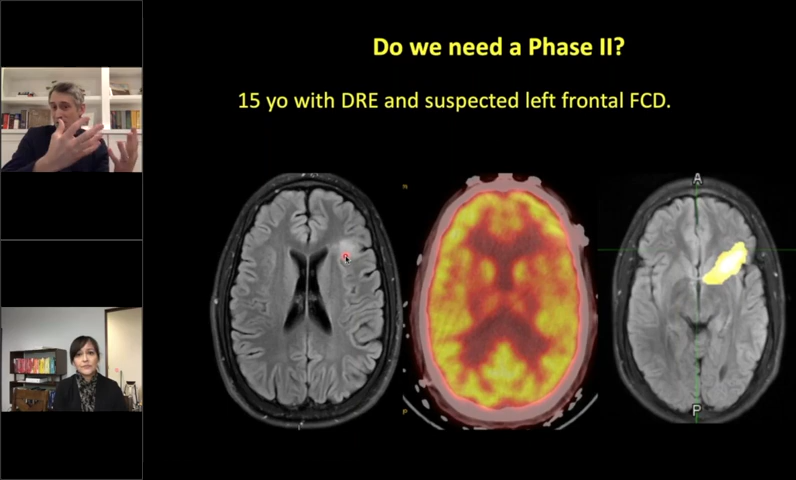 Do we need a Phase II?
15 yo with DRE and suspected left frontal FCD.
A
P